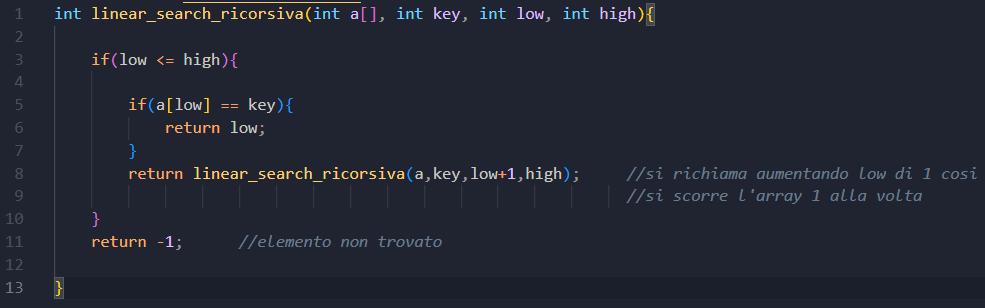 1 int linear_search_ricorsiva(int a[], int key, int low, int high){
2
3 if(low <= high){
4
5 if(a[low] == key){
6 return low;
7 }
8 return linear_search_ricorsiva(a,key,low+1,high); //si richiama aumentando low di 1 cosi
9 //si scorre l'array 1 alla volta
10 }
11 return -1; //elemento non trovato
12
13 }